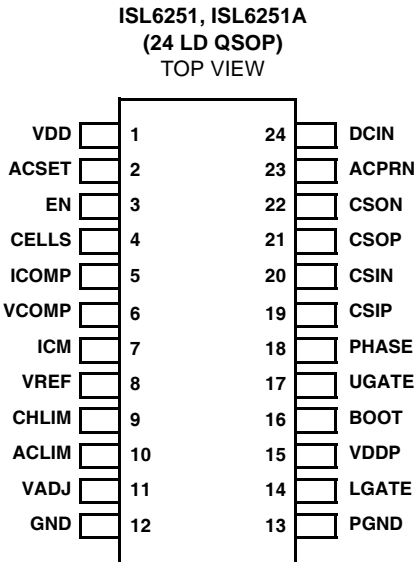 ISL6251, ISL6251A
(24 LD QSOP)
TOP VIEW
VDD 1 24 DCIN
ACSET 2 23 ACPRN
EN 3 22 CSON
CELLS 4 21 CSOP
ICOMP 5 20 CSIN
VCOMP 6 19 CSIP
ICM 7 18 PHASE
VREF 8 17 UGATE
CHLIM 9 16 BOOT
ACLIM 10 15 VDDP
VADJ 11 14 LGATE
GND 12 13 PGND